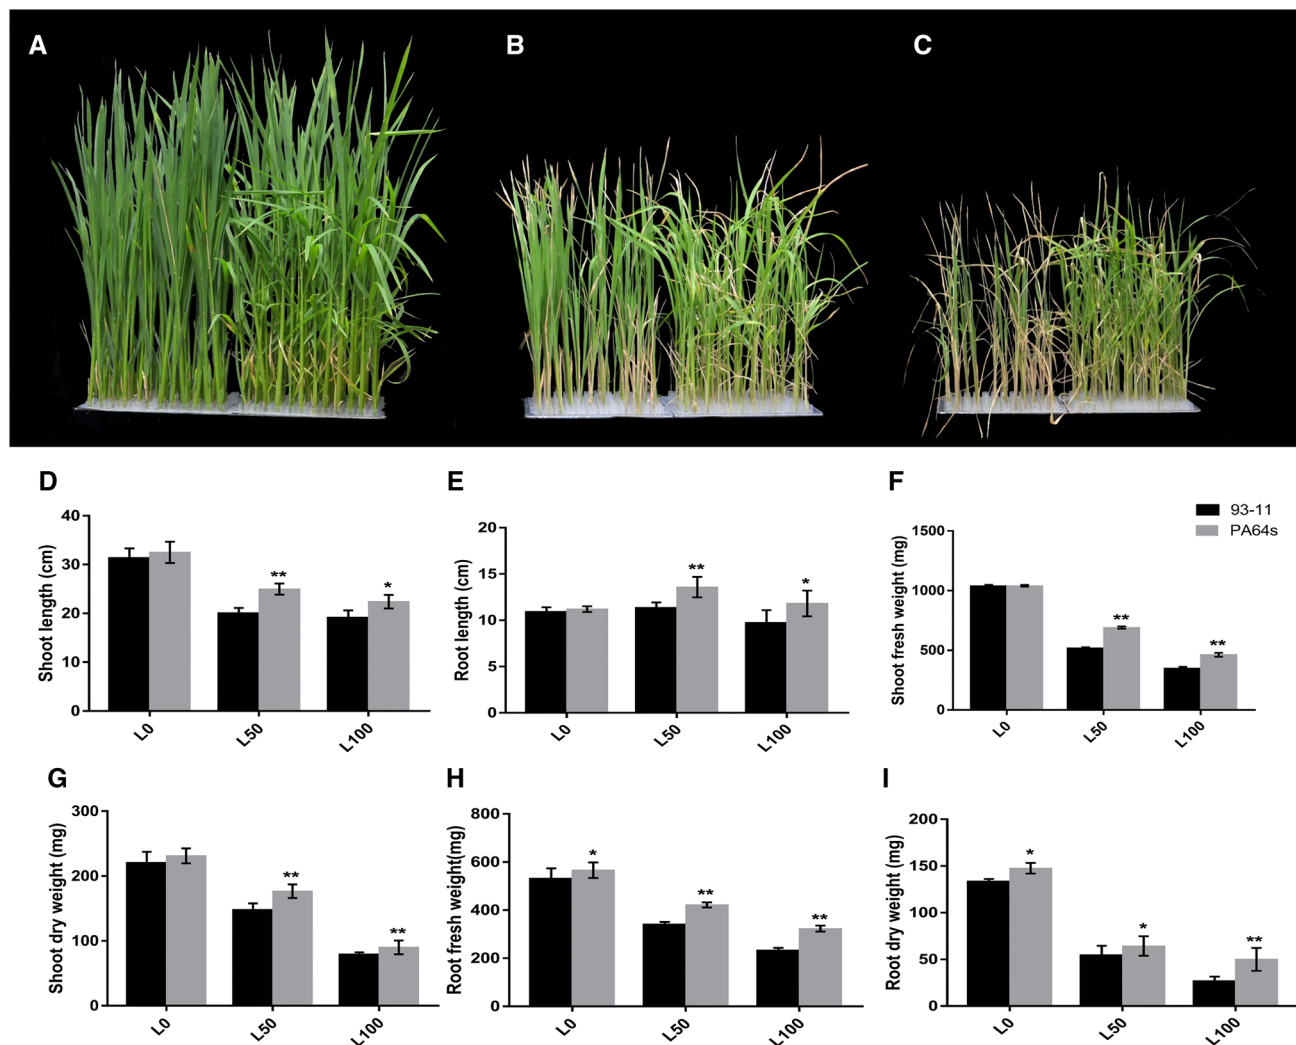 A
B
C
D
Shoot length (cm)
40
30
20
10
0
**
*
L0
L50
L100
E
Root length (cm)
20
15
10
5
0
**
*
L0
L50
L100
F
93-11
PA64s
Shoot fresh weight (mg)
1500
1000
500
0
**
**
L0
L50
L100
G
Shoot dry weight (mg)
300
200
100
0
**
**
L0
L50
L100
H
Root fresh weight(mg)
800
600
400
200
0
*
**
**
L0
L50
L100
I
Root dry weight (mg)
200
150
100
50
0
*
*
**
L0
L50
L100